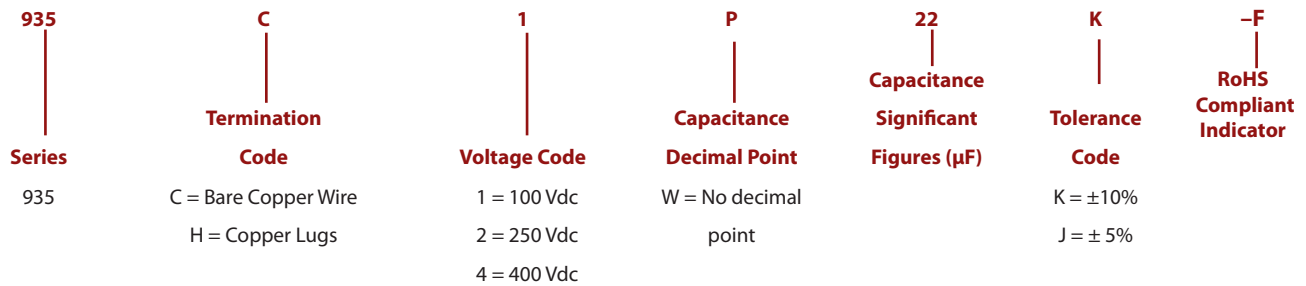 935 C 1 P 22 K –F
Capacitance RoHS
Termination Capacitance Significant Tolerance Compliant
Indicator
Series Code Voltage Code Decimal Point Figures (µF) Code
935 C = Bare Copper Wire 1 = 100 Vdc W = No decimal K = ±10%
H = Copper Lugs 2 = 250 Vdc point J = ± 5%
4 = 400 Vdc